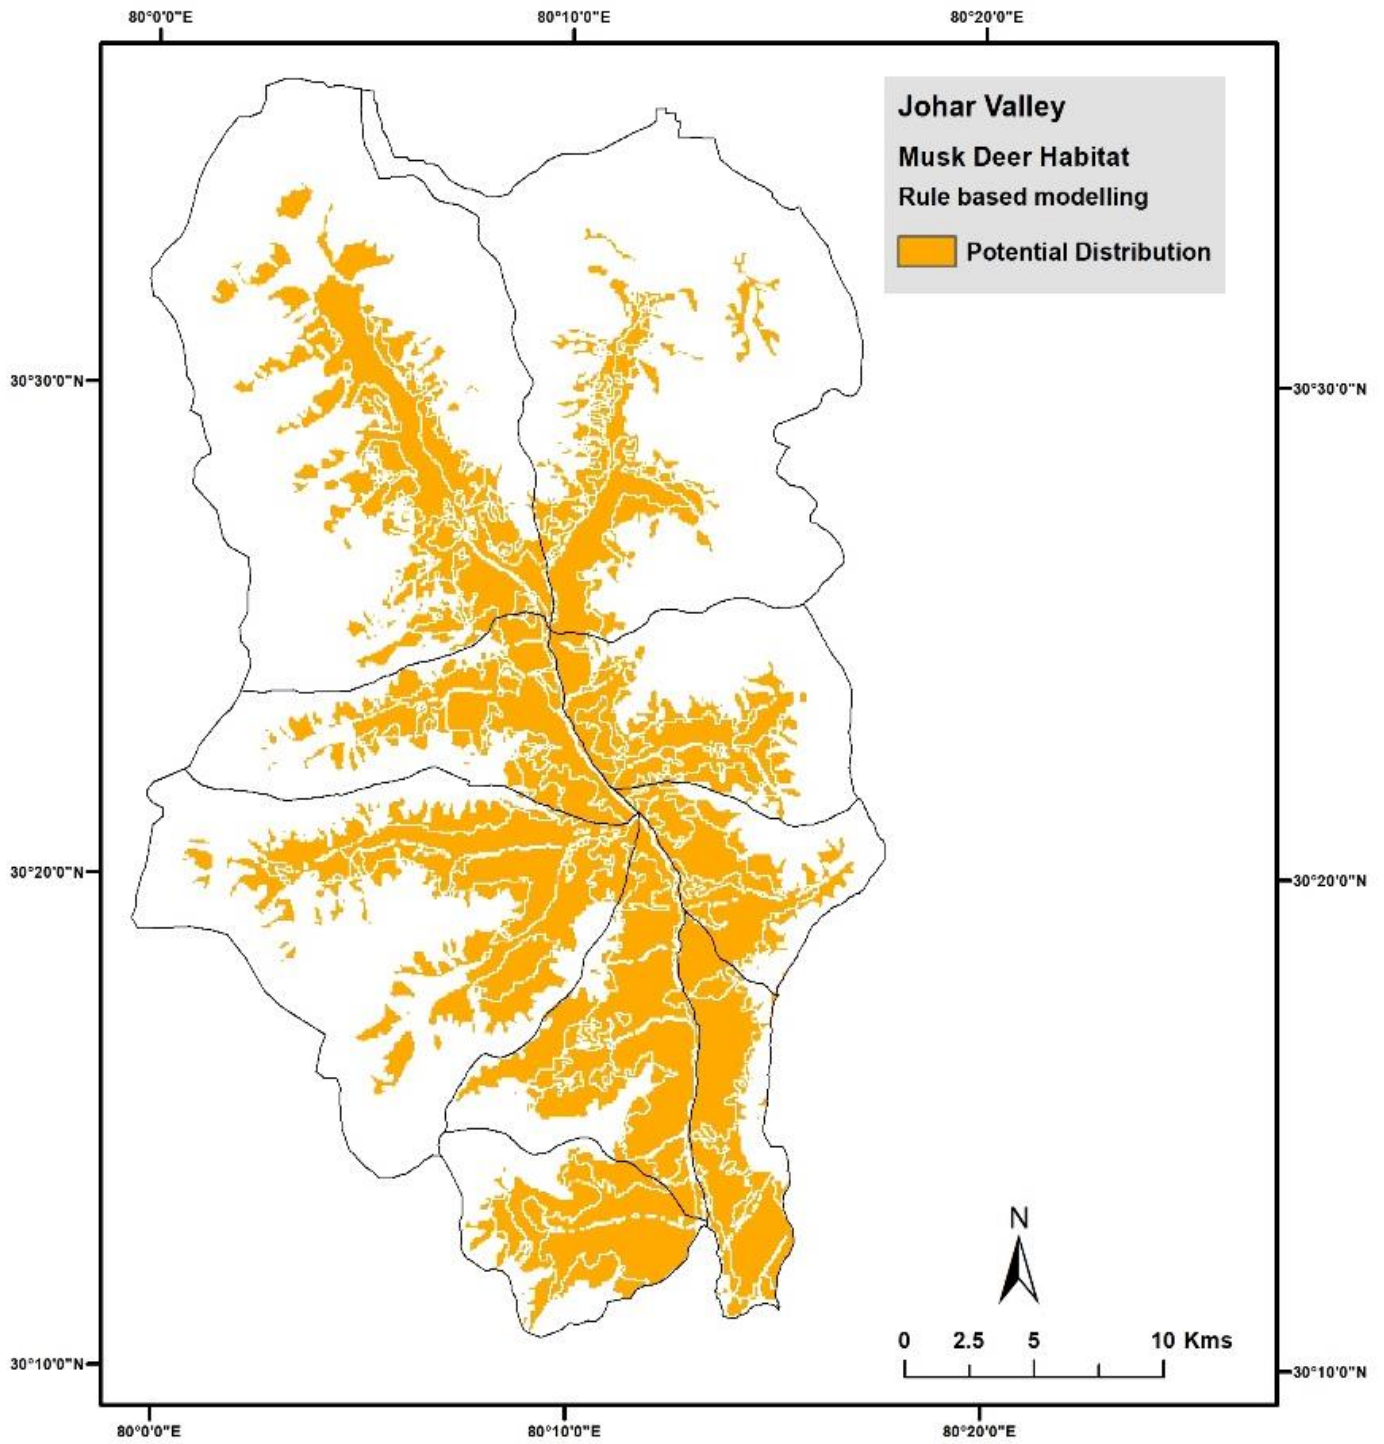 80°0'0"E 80°10'0"E 80°20'0"E
Johar Valley
Musk Deer Habitat
Rule based modelling
Potential Distribution
30°30'0"N 30°30'0"N
30°20'0"N 30°20'0"N
N
0 2.5 5 10 Kms
30°10'0"N 30°10'0"N
80°0'0"E 80°10'0"E 80°20'0"E